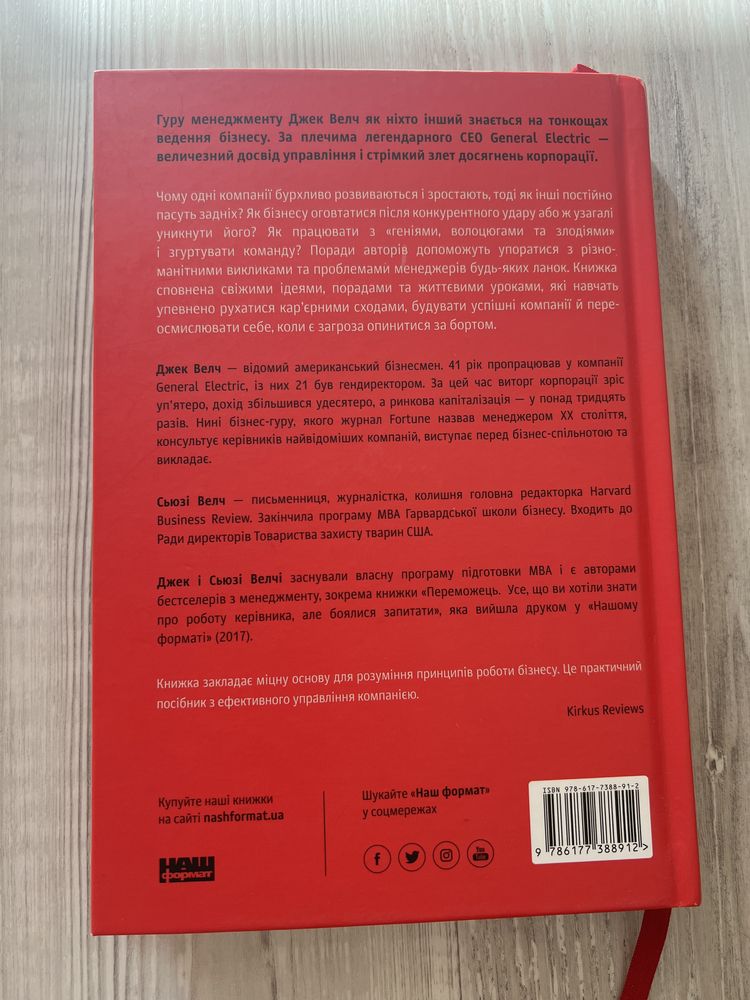 Гуру менеджменту Джек Велч як ніхто інший знається на тонкощах
ведення бізнесу. За плечима легендарного CEO General Electric —
величезний досвід управління і стрімкий злет досягнень корпорації.
Чому одні компанії бурхливо розвиваються і зростають, тоді як інші постійно
пасуть задніх? Як бізнесу оговтатися після конкурентного удару або ж узагалі
уникнути його? Як працювати з «геніями, волоцюгами та злодіями»
і згуртувати команду? Поради авторів допоможуть упоратися з різно-
манітними викликами та проблемами менеджерів будь-яких ланок. Книжка
сповнена свіжими ідеями, порадами та життєвими уроками, які навчать
упевнено рухатися кар'єрними сходами, будувати успішні компанії й пере-
осмислювати себе, коли є загроза опинитися за бортом.
Джек Велч — відомий американський бізнесмен. 41 рік пропрацював у компанії
General Electric, із них 21 був гендиректором. За цей час виторг корпорації зріс
уп'ятеро, дохід збільшився удесятеро, а ринкова капіталізація — у понад тридцять
разів. Нині бізнес-гуру, якого журнал Fortune назвав менеджером XX століття,
консультує керівників найвідоміших компаній, виступає перед бізнес-спільнотою та
викладає.
Сьюзі Велч — письменниця, журналістка, колишня головна редакторка Harvard
Business Review. Закінчила програму MBA Гарвардської школи бізнесу. Входить до
Ради директорів Товариства захисту тварин США.
Джек і Сьюзі Велчі заснували власну програму підготовки MBA і є авторами
бестселерів з менеджменту, зокрема книжки «Переможець. Усе, що ви хотіли знати
про роботу керівника, але боялися запитати», яка вийшла друком у «Нашому
форматі» (2017).
Книжка закладає міцну основу для розуміння принципів роботи бізнесу. Це практичний
посібник з ефективного управління компанією.
Kirkus Reviews
Купуйте наші книжки
на сайті nashformat.ua
НАШ
формат
Шукайте «Наш формат»
у соцмережах
You
Tube
ISBN 978-617-7388-91-2
9 786177 388912 >